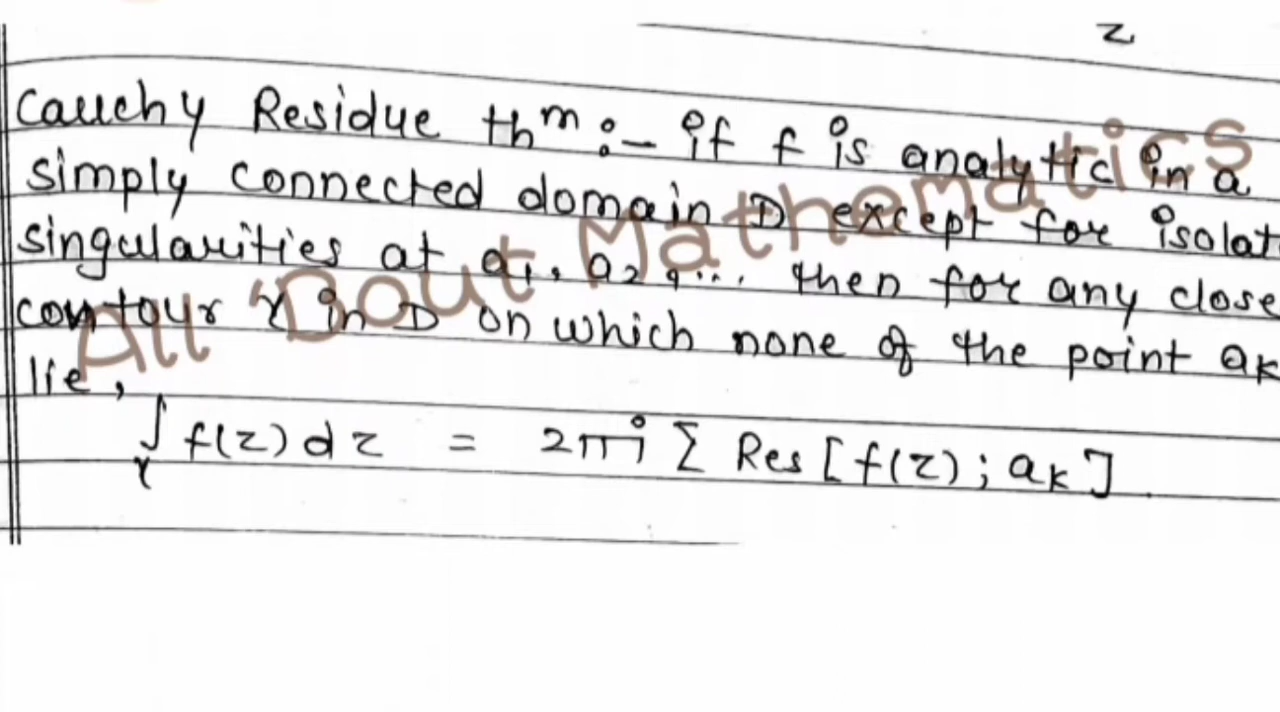 z
Cauchy Residue thm :- if f is analytic in a
simply connected domain D except for isolat
singularities at a1, a2, ... then for any close
contour γ in D on which none of the point ak
lie,
∫γ f(z) dz = 2πi Σ Res [f(z); ak]
All 'Bout Mathematics